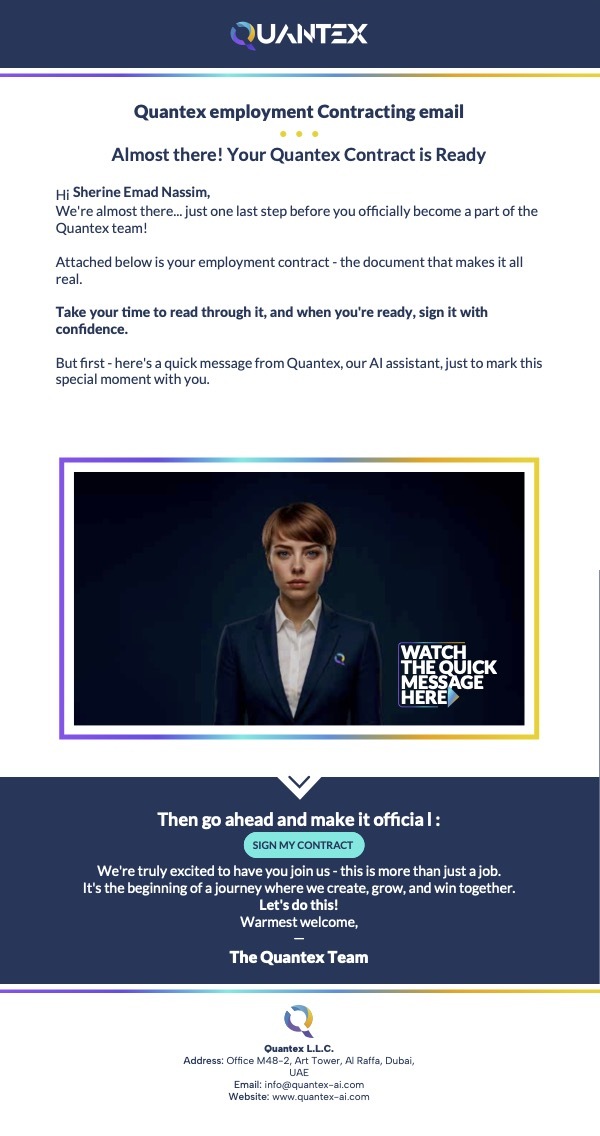 QUANTEX
Quantex employment Contracting email
Almost there! Your Quantex Contract is Ready
Hi Sherine Emad Nassim,
We're almost there... just one last step before you officially become a part of the
Quantex team!
Attached below is your employment contract - the document that makes it all
real.
Take your time to read through it, and when you're ready, sign it with
confidence.
But first - here's a quick message from Quantex, our AI assistant, just to mark this
special moment with you.
WATCH
THE QUICK
MESSAGE
HERE
Then go ahead and make it officia l :
SIGN MY CONTRACT
We're truly excited to have you join us - this is more than just a job.
It's the beginning of a journey where we create, grow, and win together.
Let's do this!
Warmest welcome,
—
The Quantex Team
Quantex L.L.C.
Address: Office M48-2, Art Tower, Al Raffa, Dubai,
UAE
Email: info@quantex-ai.com
Website: www.quantex-ai.com